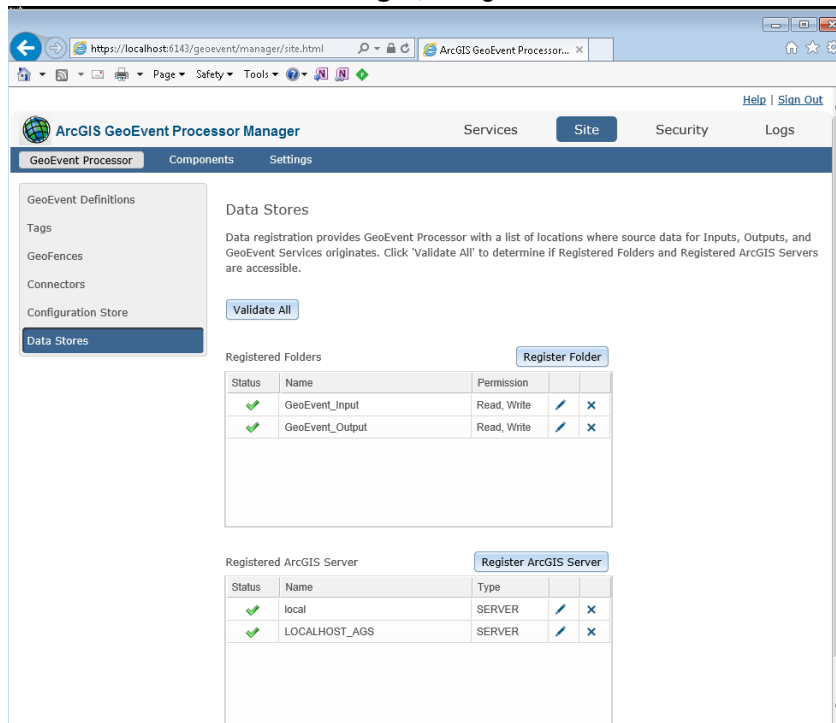 https://localhost:6143/geoevent/manager/site.html
ArcGIS GeoEvent Proces...
Page
Safety
Tools
Help | Sign Out
ArcGIS GeoEvent Processor Manager
Services
Site
Security
Logs
GeoEvent Processor
Components
Settings
GeoEvent Definitions
Tags
GeoFences
Connectors
Configuration Store
Data Stores
Data Stores
Data registration provides GeoEvent Processor with a list of locations where source data for Inputs, Outputs, and
GeoEvent Services originates. Click 'Validate All' to determine if Registered Folders and Registered ArcGIS Servers
are accessible.
Validate All
Registered Folders
Register Folder
Status Name Permission
GeoEvent_Input Read, Write
GeoEvent_Output Read, Write
Registered ArcGIS Server
Register ArcGIS Server
Status Name Type
local SERVER
LOCALHOST_AGS SERVER